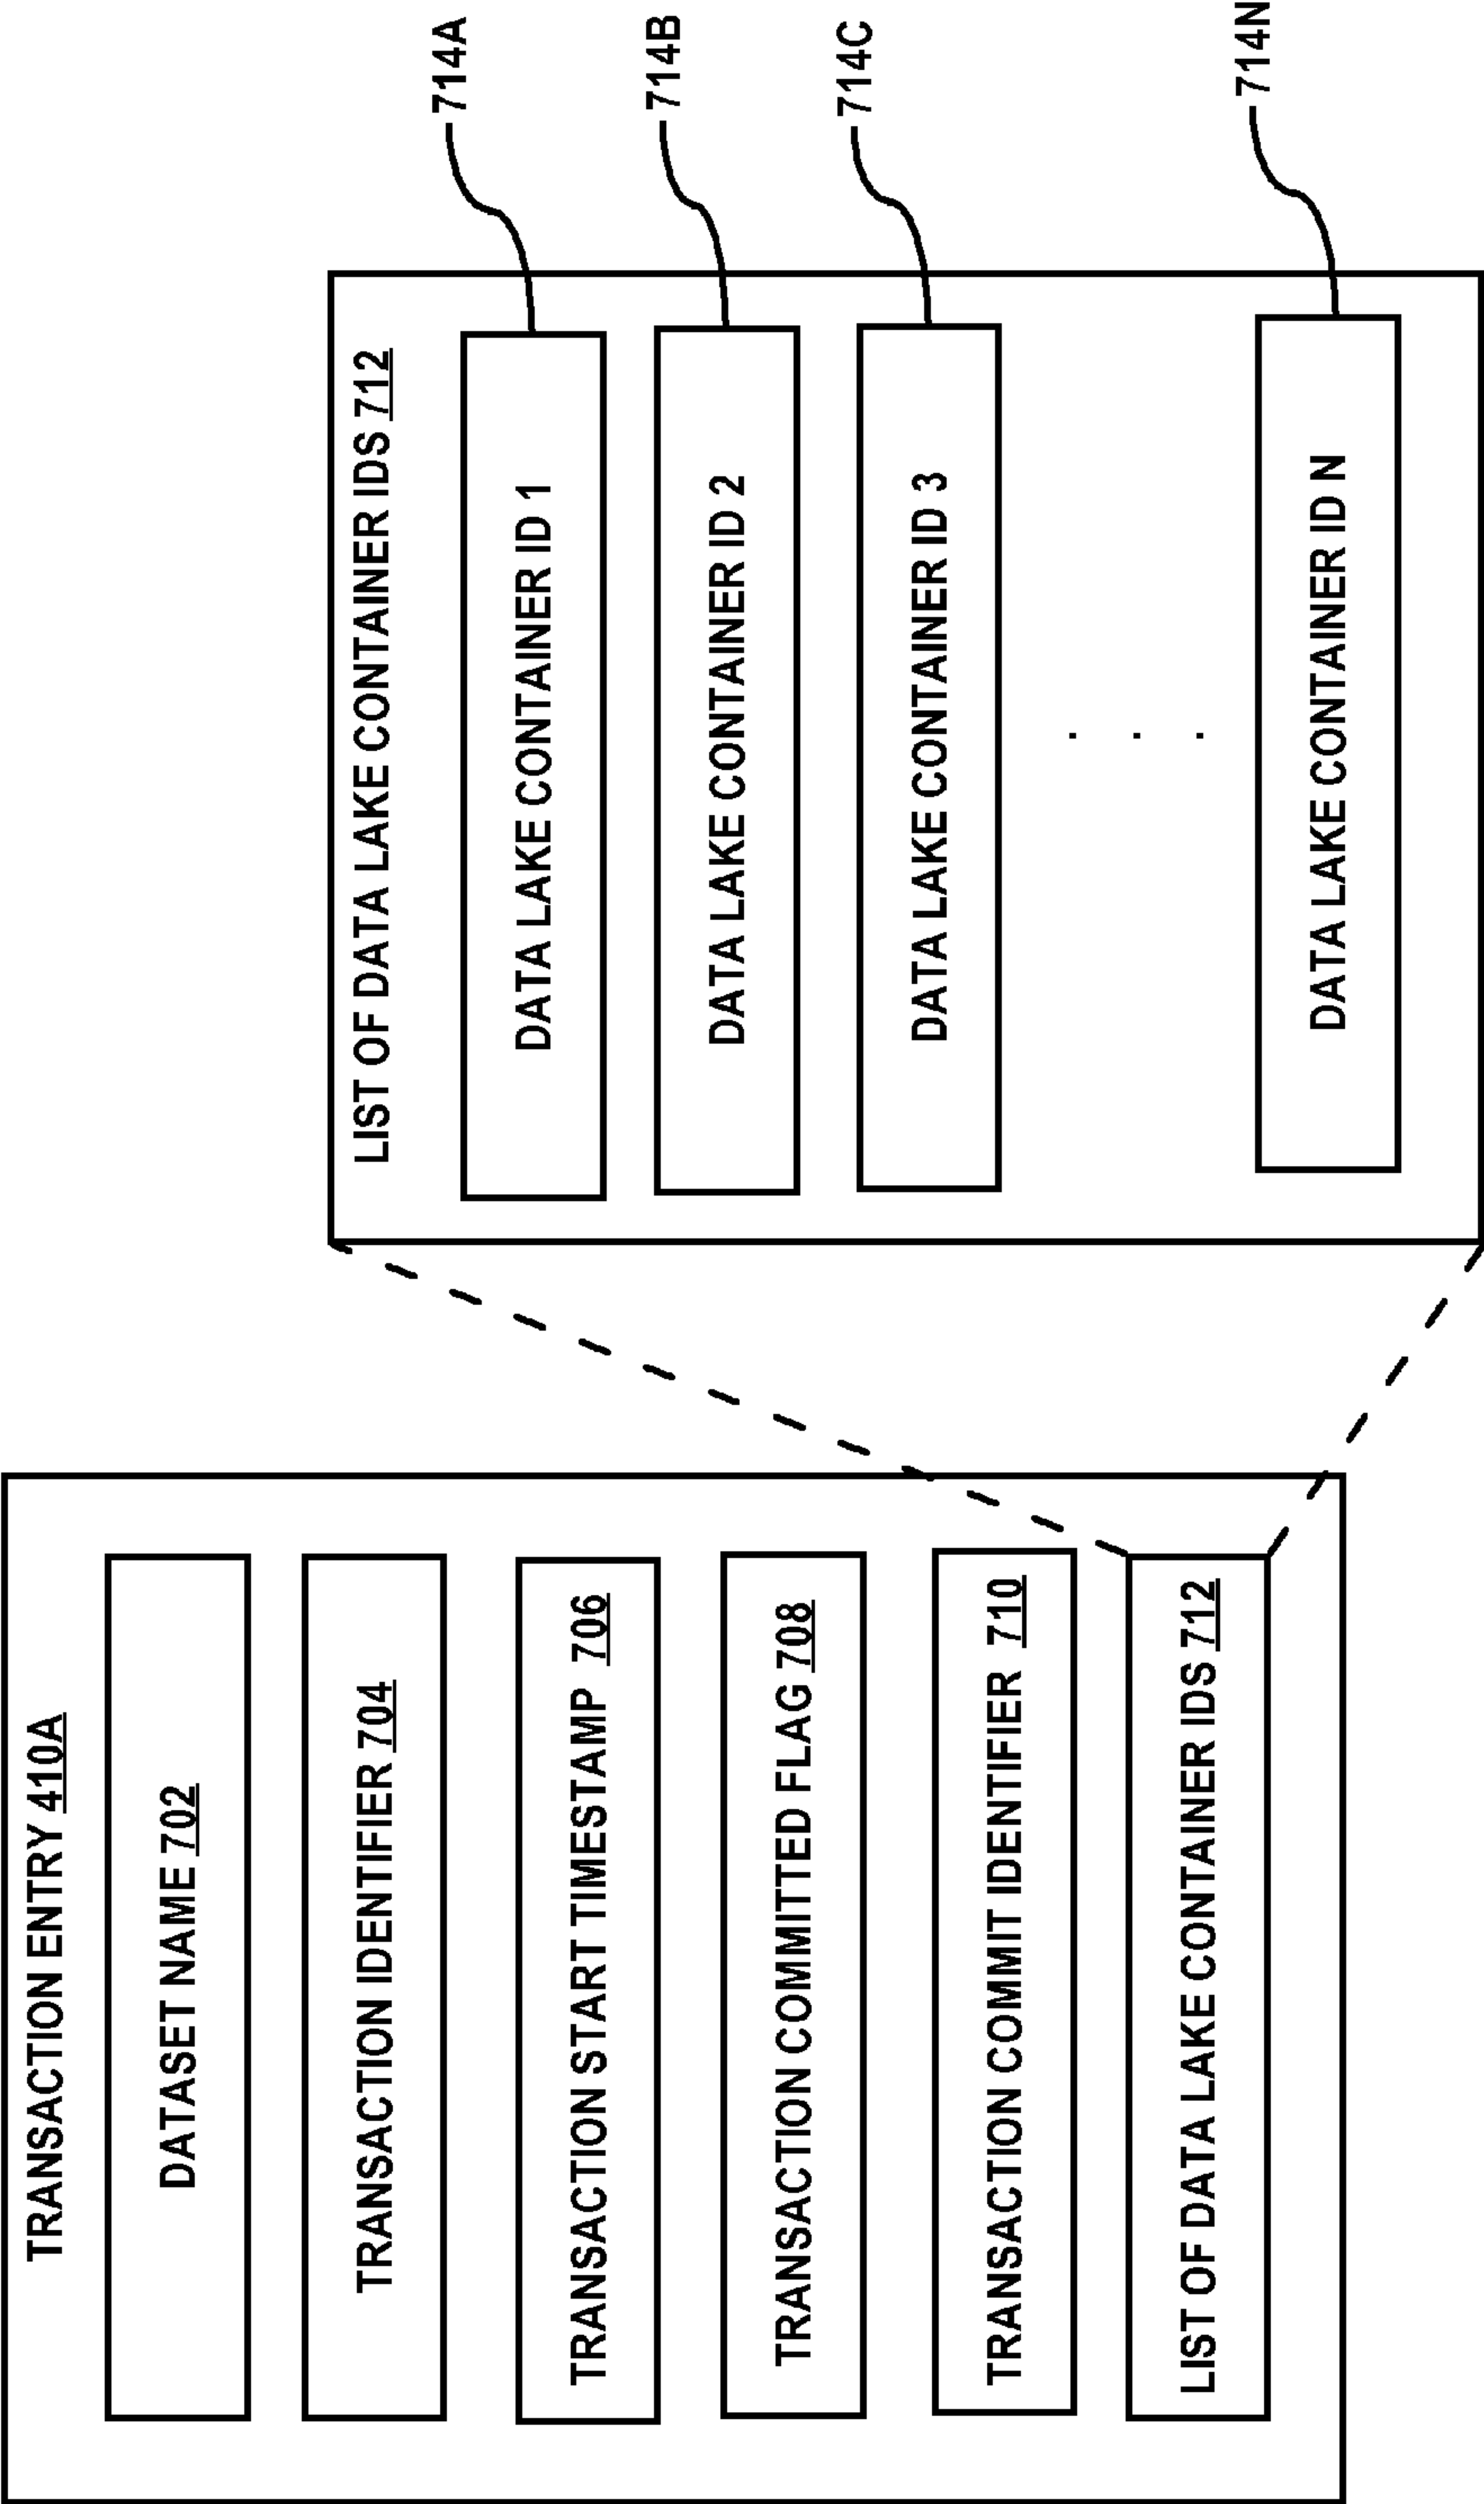 TRANSACTION ENTRY 410A
DATASET NAME 702
TRANSACTION IDENTIFIER 704
TRANSACTION START TIMESTAMP 706
TRANSACTION COMMITTED FLAG 708
TRANSACTION COMMIT IDENTIFIER 710
LIST OF DATA LAKE CONTAINER IDS 712
LIST OF DATA LAKE CONTAINER IDS 712
DATA LAKE CONTAINER ID 1
714A
DATA LAKE CONTAINER ID 2
714B
DATA LAKE CONTAINER ID 3
714C
. . .
DATA LAKE CONTAINER ID N
714N